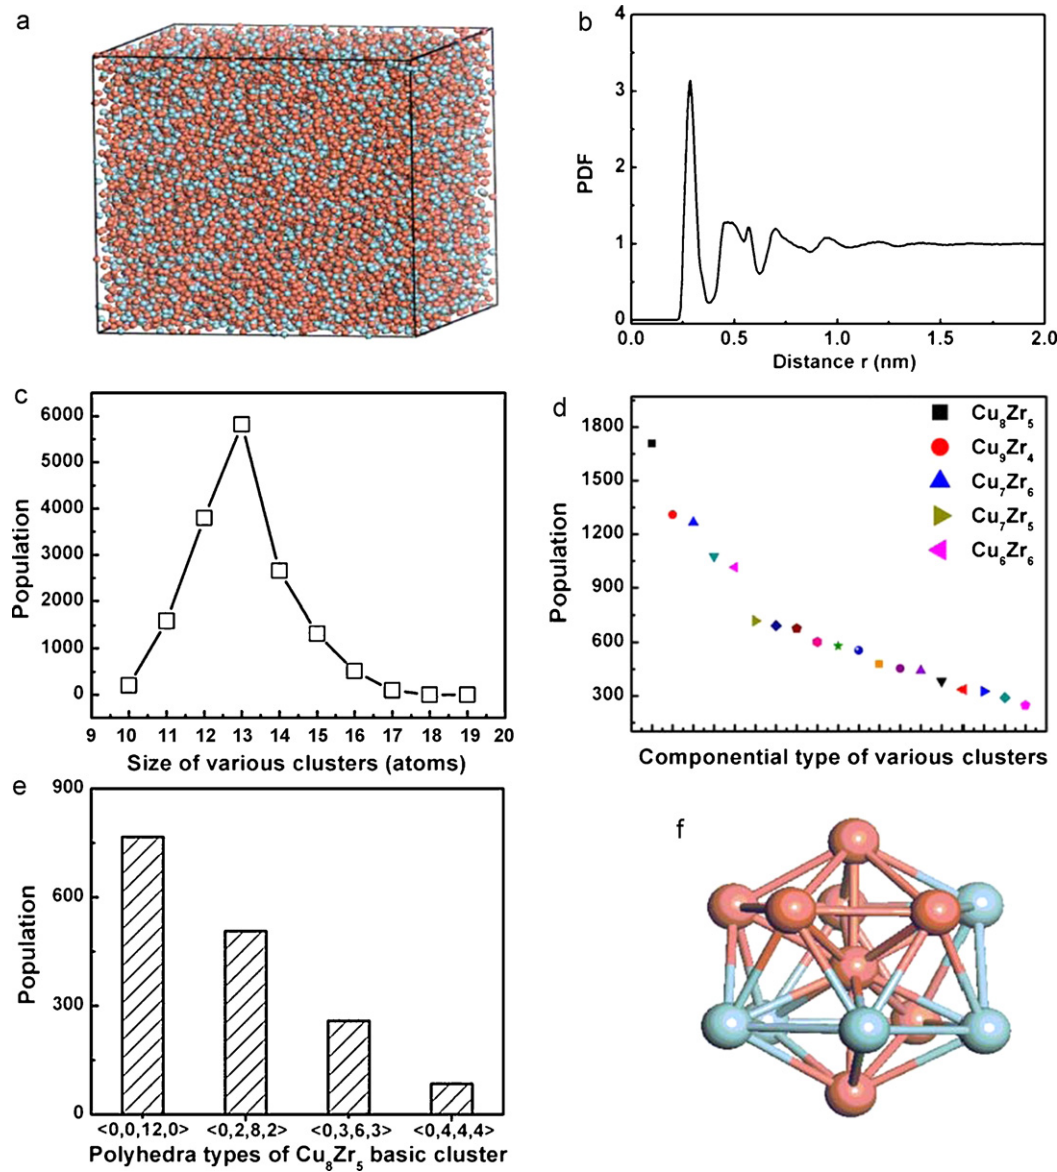 a
b
4
3
2
1
0
PDF
0.0 0.5 1.0 1.5 2.0
Distance r (nm)
c
6000
5000
4000
3000
2000
1000
0
Population
9 10 11 12 13 14 15 16 17 18 19 20
Size of various clusters (atoms)
d
1800
1500
1200
900
600
300
Population
Cu₈Zr₅
Cu₉Zr₄
Cu₇Zr₆
Cu₇Zr₅
Cu₆Zr₆
Componential type of various clusters
e
900
600
300
0
Population
<0,0,12,0> <0,2,8,2> <0,3,6,3> <0,4,4,4>
Polyhedra types of Cu₈Zr₅ basic cluster
f